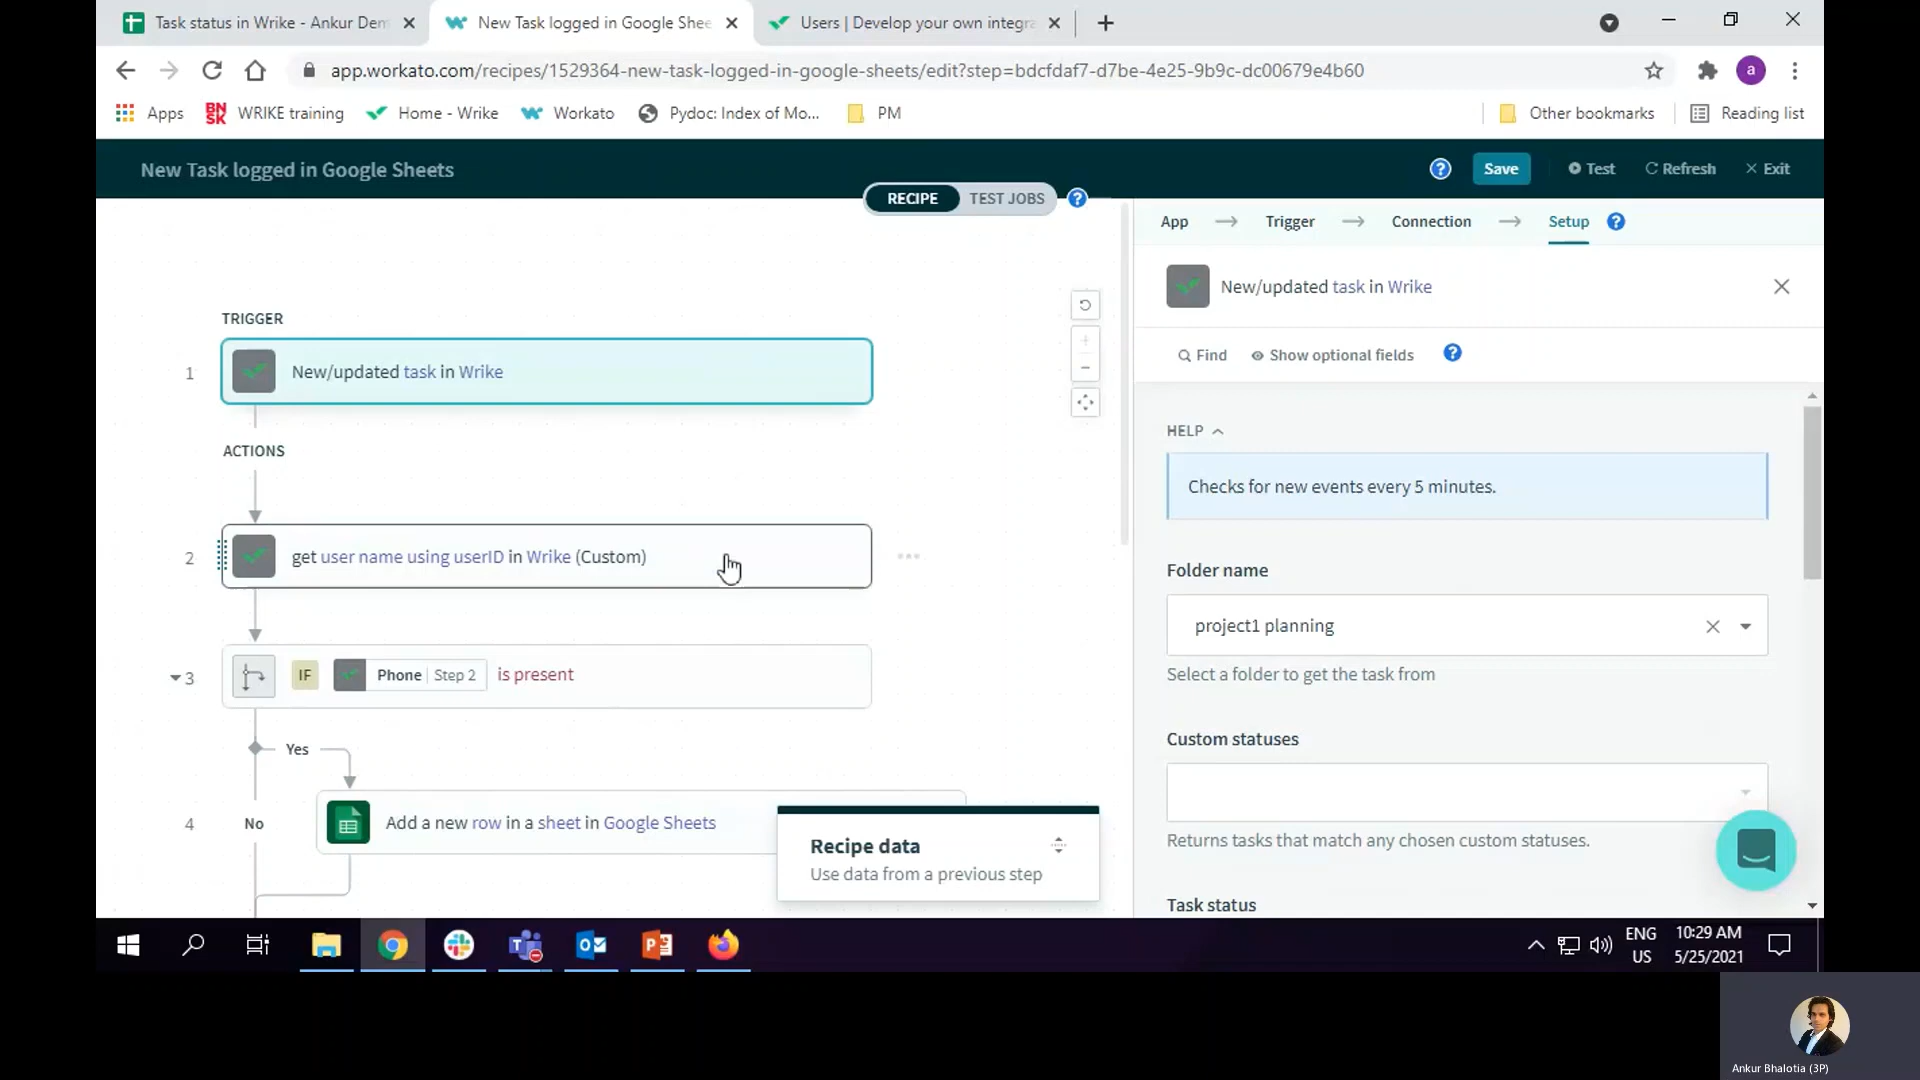 Task status in Wrike - Ankur Dem
New Task logged in Google Shee
Users | Develop your own integra
app.workato.com/recipes/1529364-new-task-logged-in-google-sheets/edit?step=bdcfdaf7-d7be-4e25-9b9c-dc00679e4b60
a
Apps
BN
SK
WRIKE training
Home - Wrike
Workato
Pydoc: Index of Mo...
PM
Other bookmarks
Reading list
New Task logged in Google Sheets
? Save Test Refresh Exit
RECIPE TEST JOBS ?
App Trigger Connection Setup ?
New/updated task in Wrike
Find Show optional fields ?
TRIGGER
1 New/updated task in Wrike
ACTIONS
2 get user name using userID in Wrike (Custom)
3 IF Phone | Step 2 is present
Yes
4 No Add a new row in a sheet in Google Sheets
Recipe data
Use data from a previous step
HELP
Checks for new events every 5 minutes.
Folder name
project1 planning
Select a folder to get the task from
Custom statuses
Returns tasks that match any chosen custom statuses.
Task status
ENG
US
10:29 AM
5/25/2021
Ankur Bhalotia (3P)